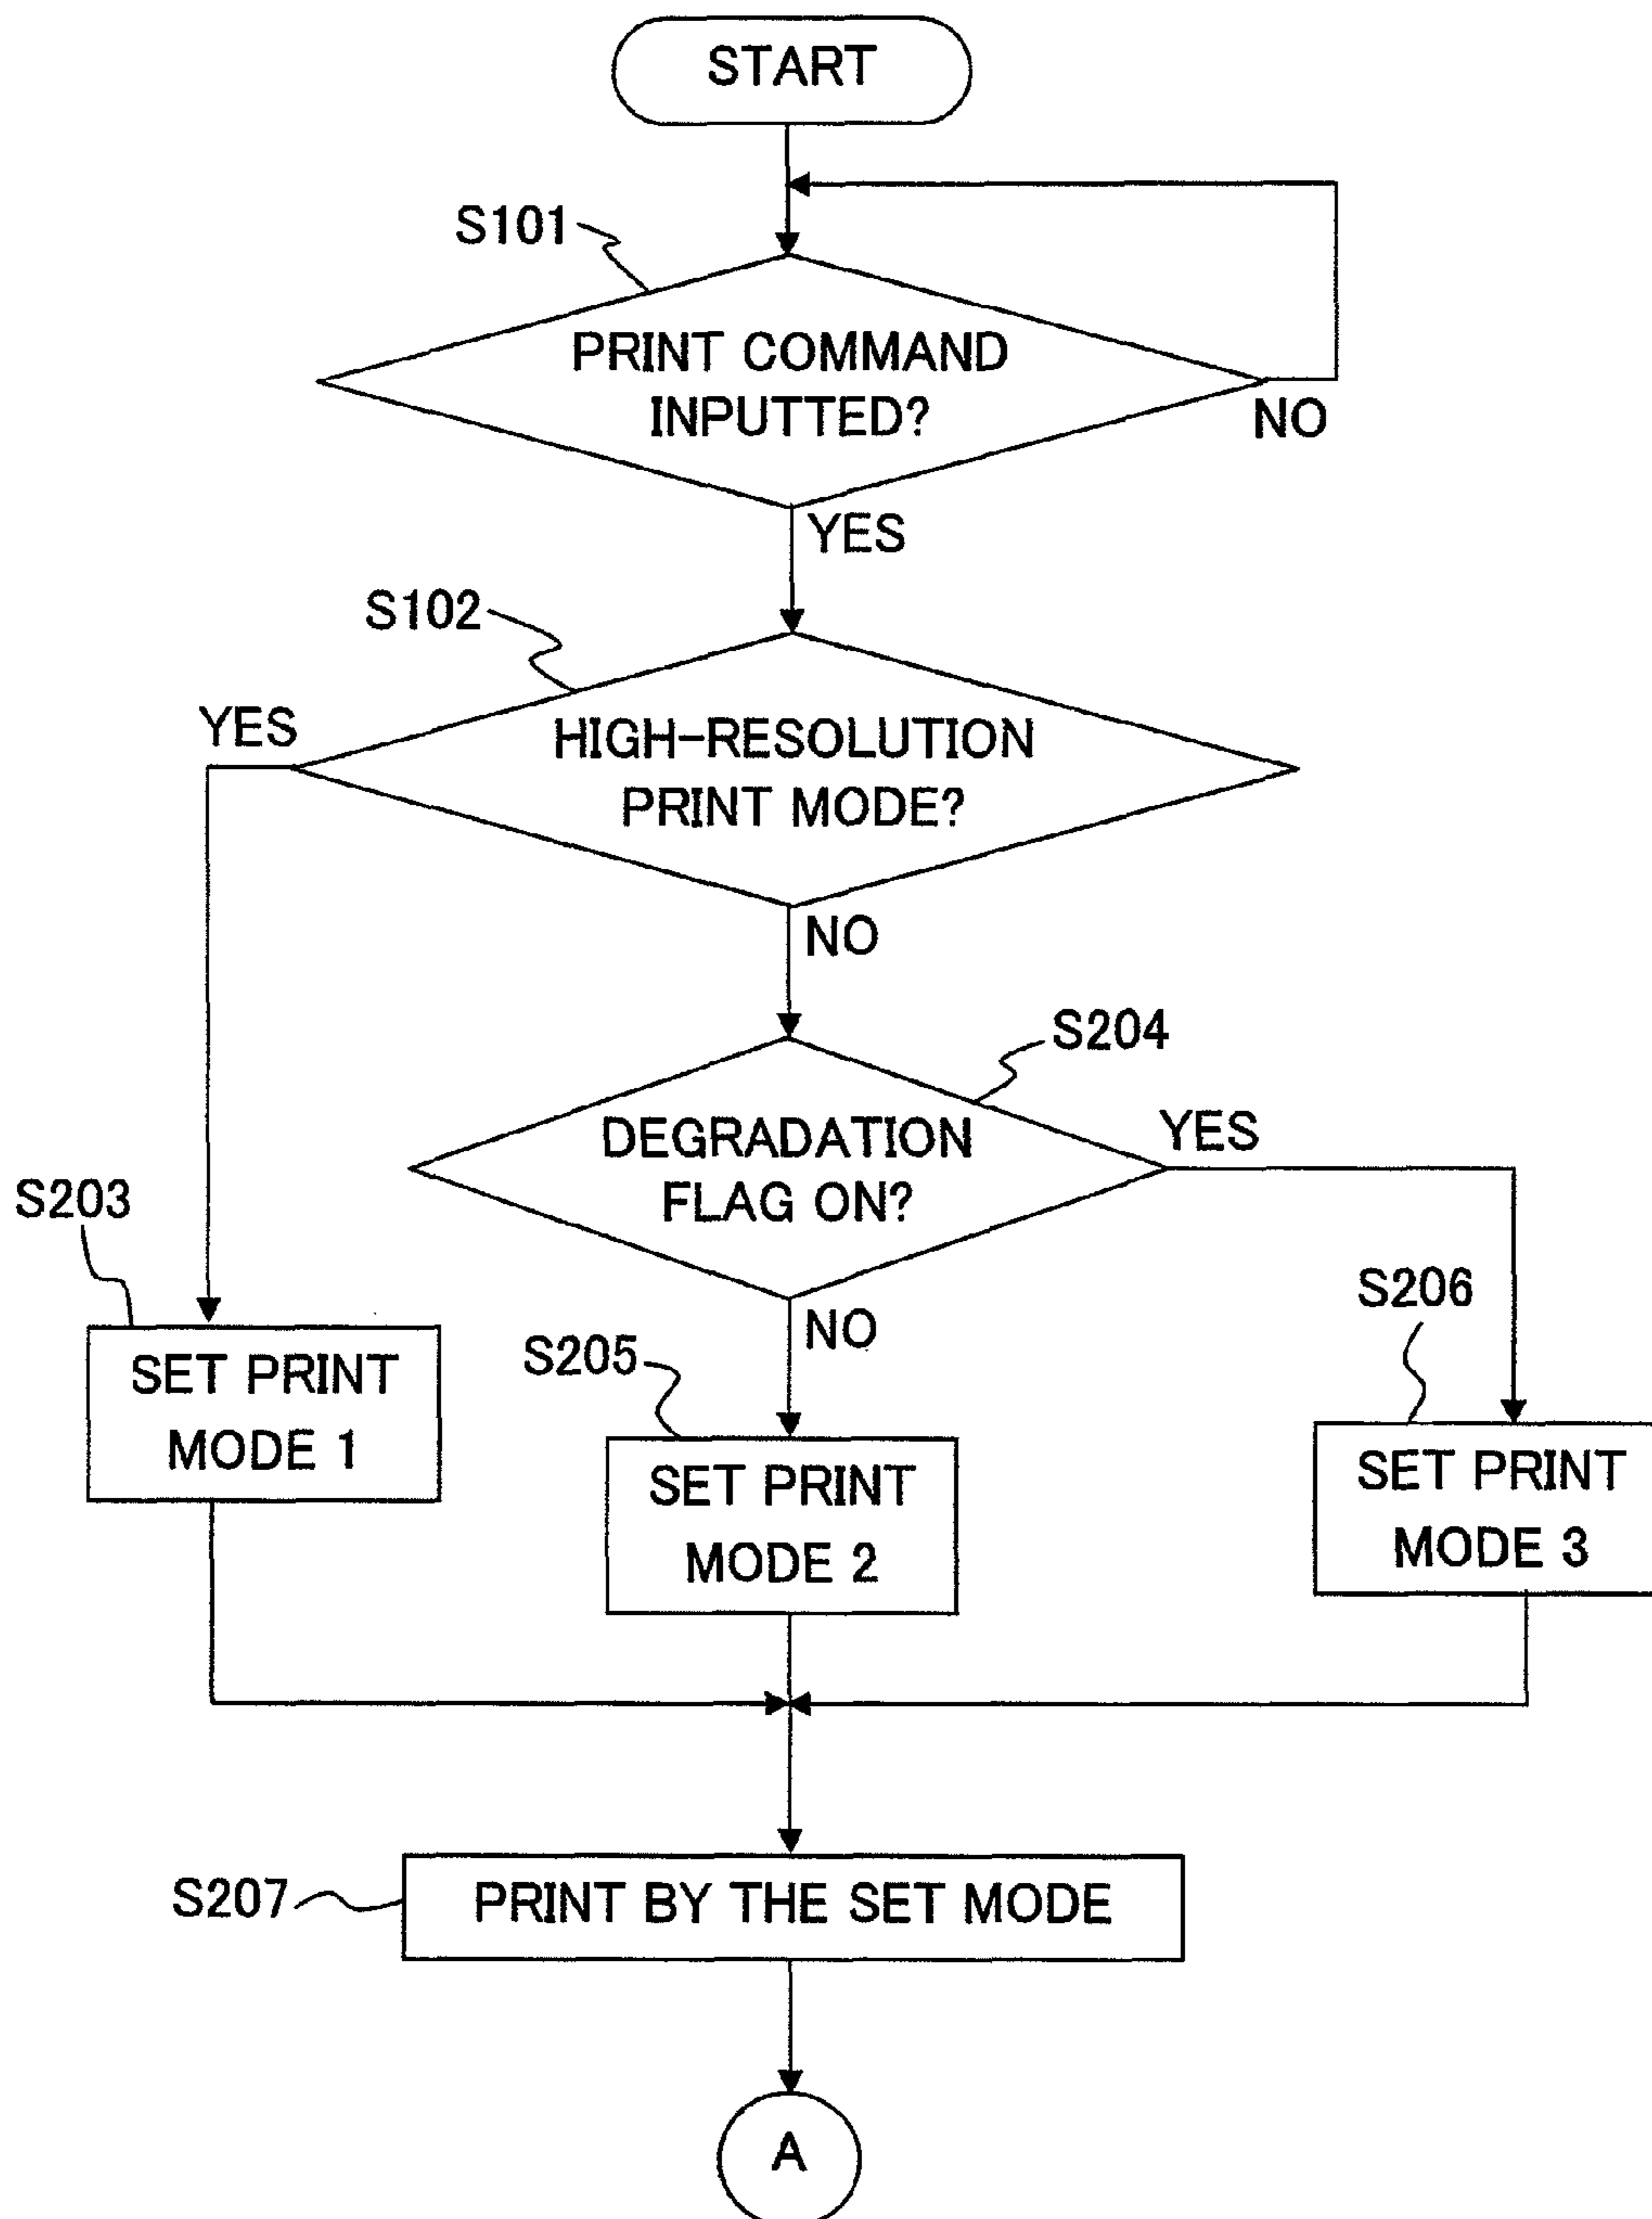 START
S101
PRINT COMMAND
INPUTTED?
NO
YES
S102
YES
HIGH-RESOLUTION
PRINT MODE?
NO
S204
DEGRADATION
FLAG ON?
YES
S203
NO
S206
SET PRINT
MODE 1
S205
SET PRINT
MODE 2
SET PRINT
MODE 3
S207
PRINT BY THE SET MODE
A